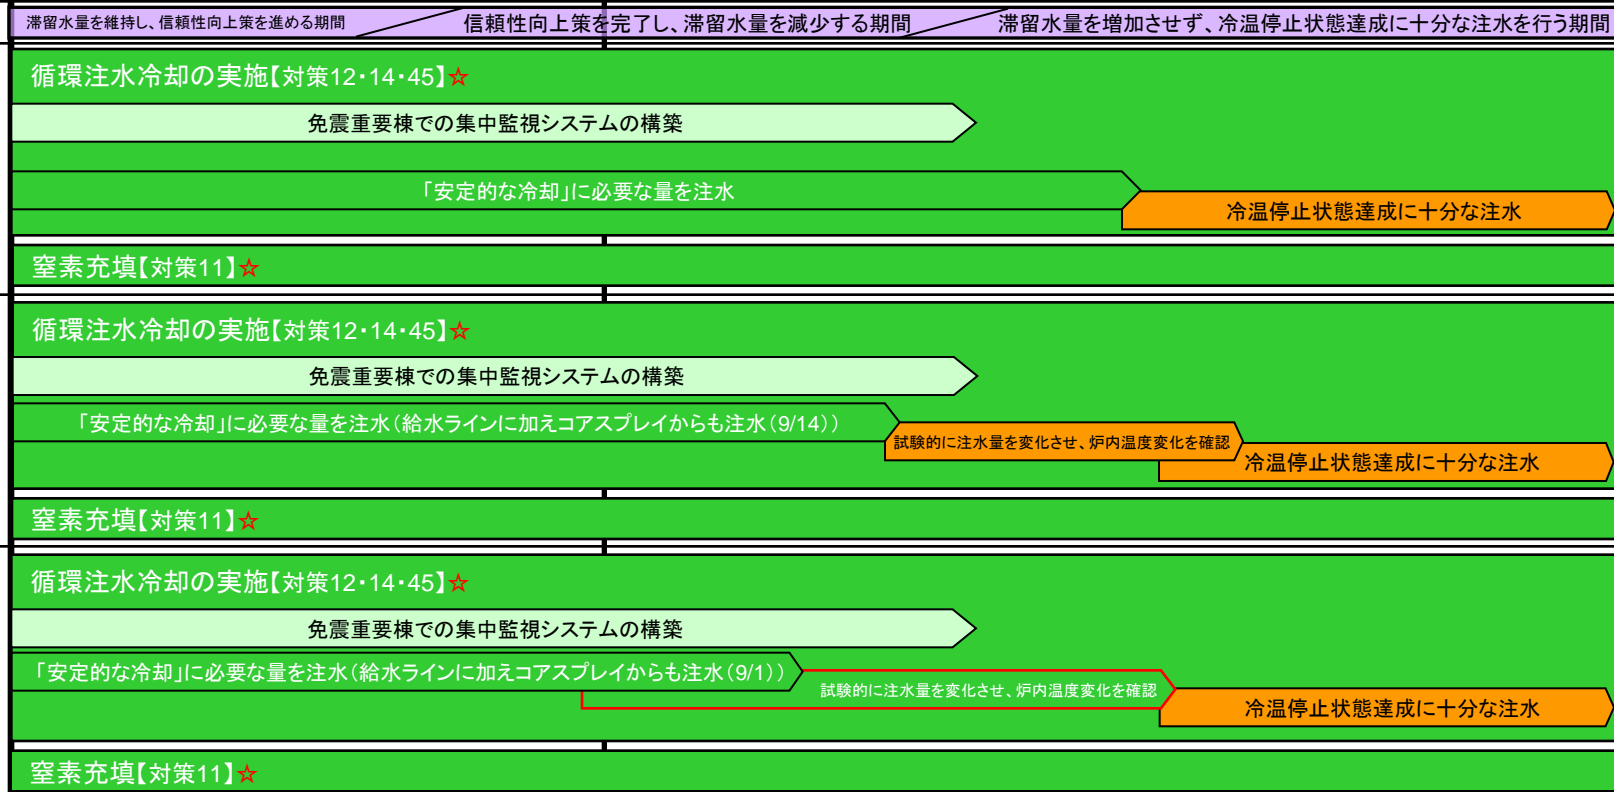 滞留水量を維持し、信頼性向上策を進める期間
信頼性向上策を完了し、滞留水量を減少する期間
滞留水量を増加させず、冷温停止状態達成に十分な注水を行う期間
循環注水冷却の実施【対策12・14・45】☆
免震重要棟での集中監視システムの構築
「安定的な冷却」に必要な量を注水
冷温停止状態達成に十分な注水
窒素充填【対策11】☆
循環注水冷却の実施【対策12・14・45】☆
免震重要棟での集中監視システムの構築
「安定的な冷却」に必要な量を注水(給水ラインに加えコアスプレイからも注水(9/14))
試験的に注水量を変化させ、炉内温度変化を確認
冷温停止状態達成に十分な注水
窒素充填【対策11】☆
循環注水冷却の実施【対策12・14・45】☆
免震重要棟での集中監視システムの構築
「安定的な冷却」に必要な量を注水(給水ラインに加えコアスプレイからも注水(9/1))
試験的に注水量を変化させ、炉内温度変化を確認
冷温停止状態達成に十分な注水
窒素充填【対策11】☆